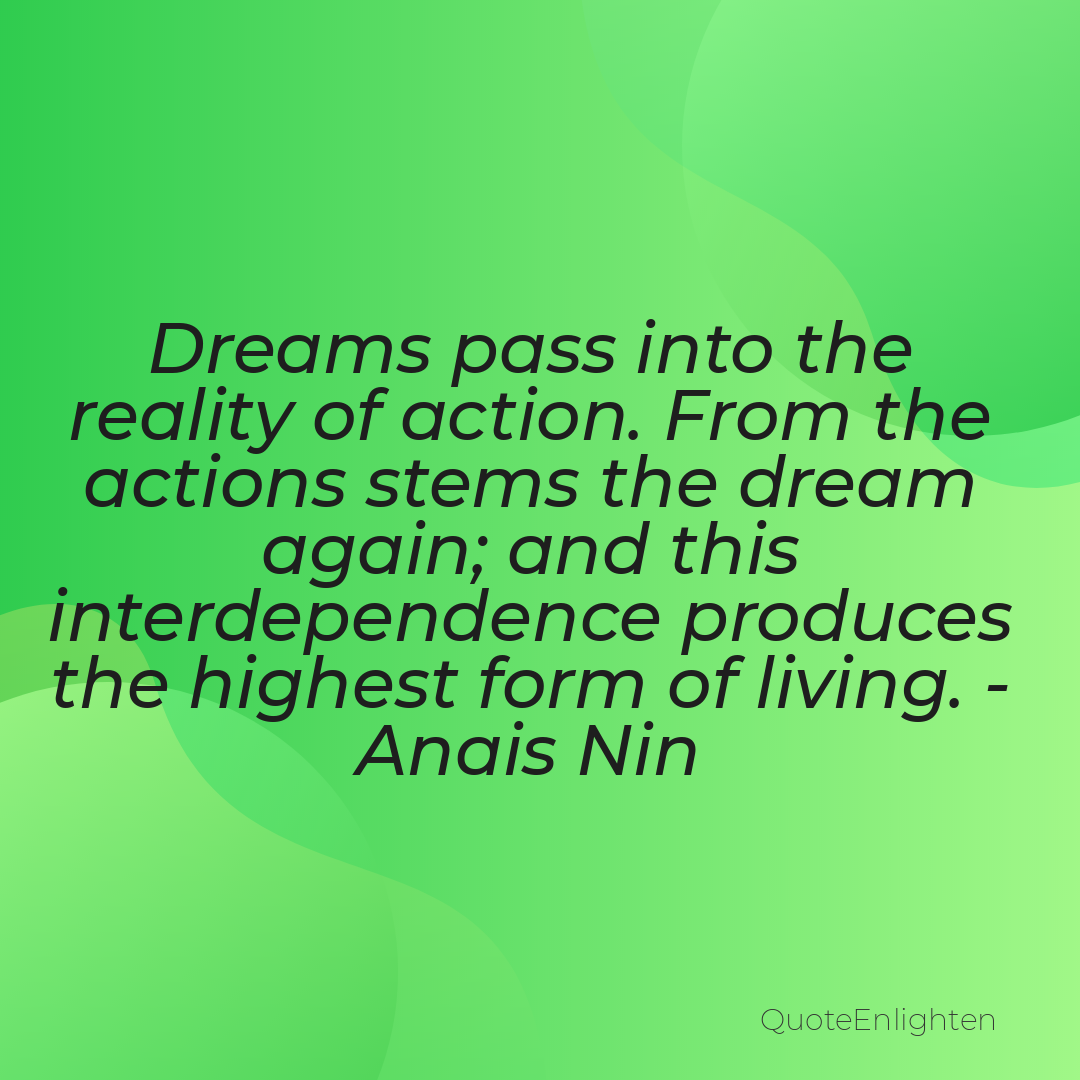 Dreams pass into the
reality of action. From the
actions stems the dream
again; and this
interdependence produces
the highest form of living. -
Anais Nin
QuoteEnlighten